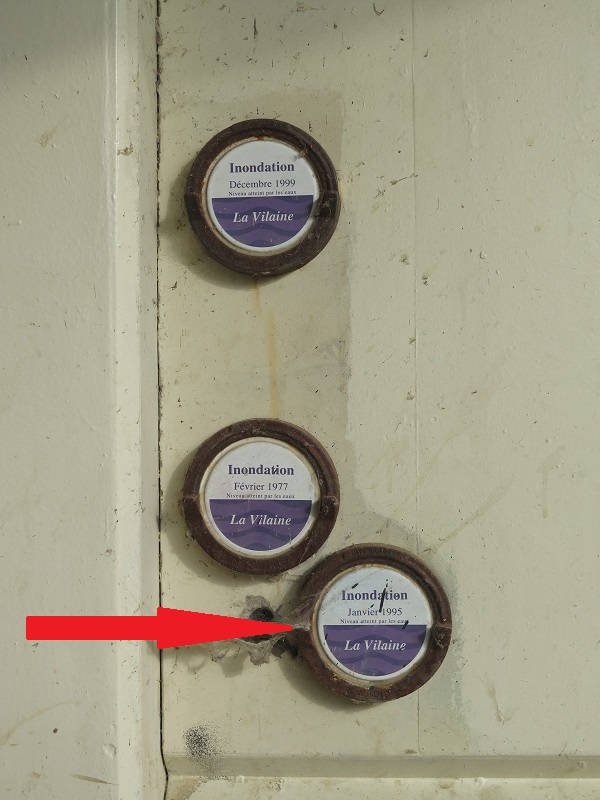 Inondation
Décembre 1999
Niveau atteint par les eaux
La Vilaine
Inondation
Février 1977
Niveau atteint par les eaux
La Vilaine
Inondation
Janvier 1995
Niveau atteint par les eaux
La Vilaine